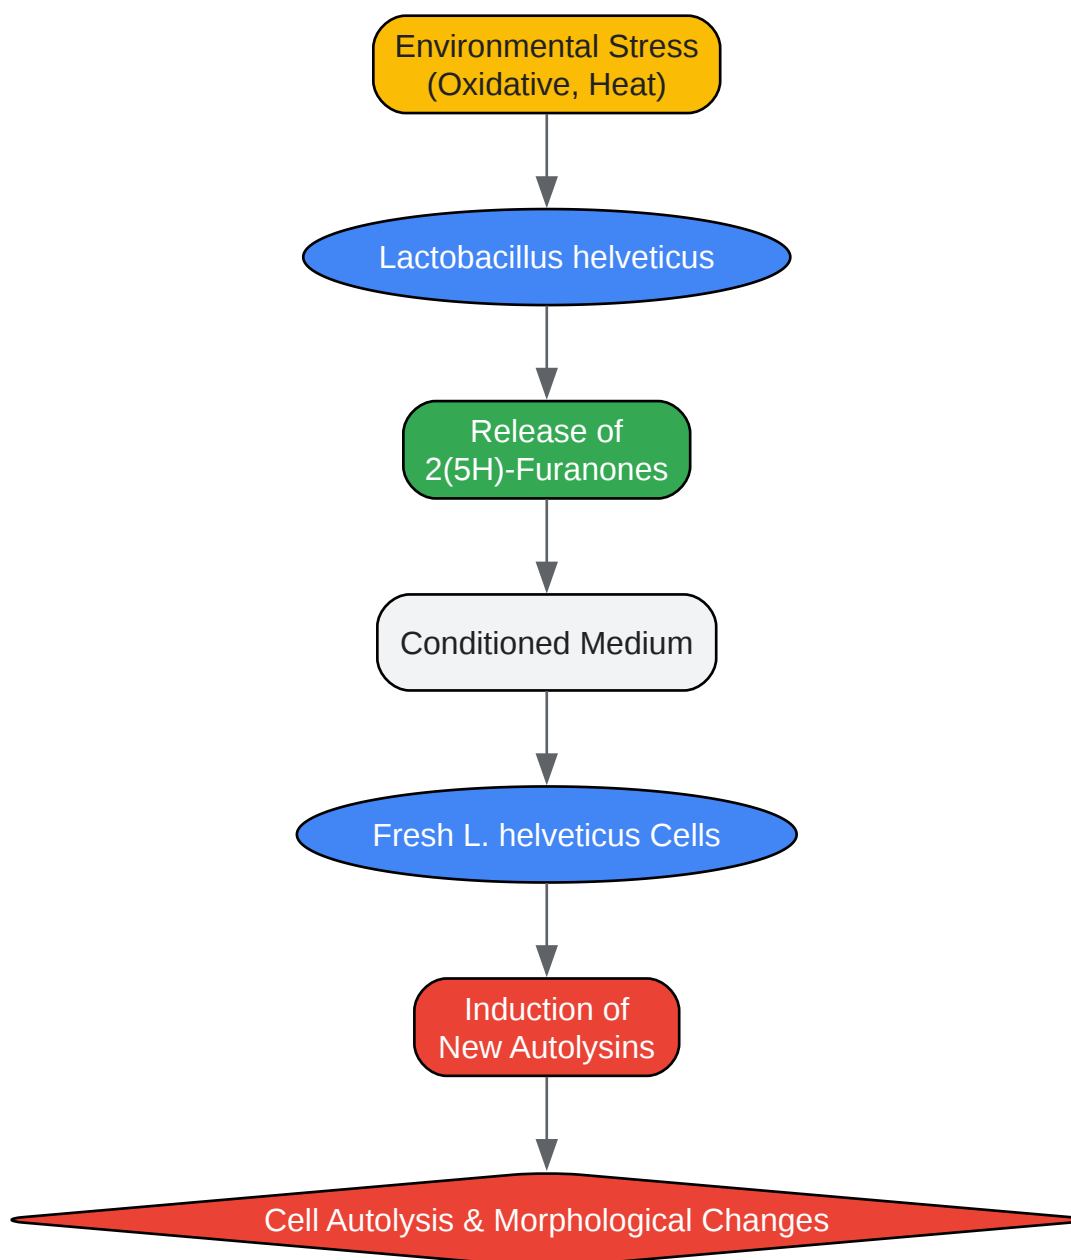 Environmental Stress
(Oxidative, Heat)
Lactobacillus helveticus
Release of
2(5H)-Furanones
Conditioned Medium
Fresh L. helveticus Cells
Induction of
New Autolysins
Cell Autolysis & Morphological Changes